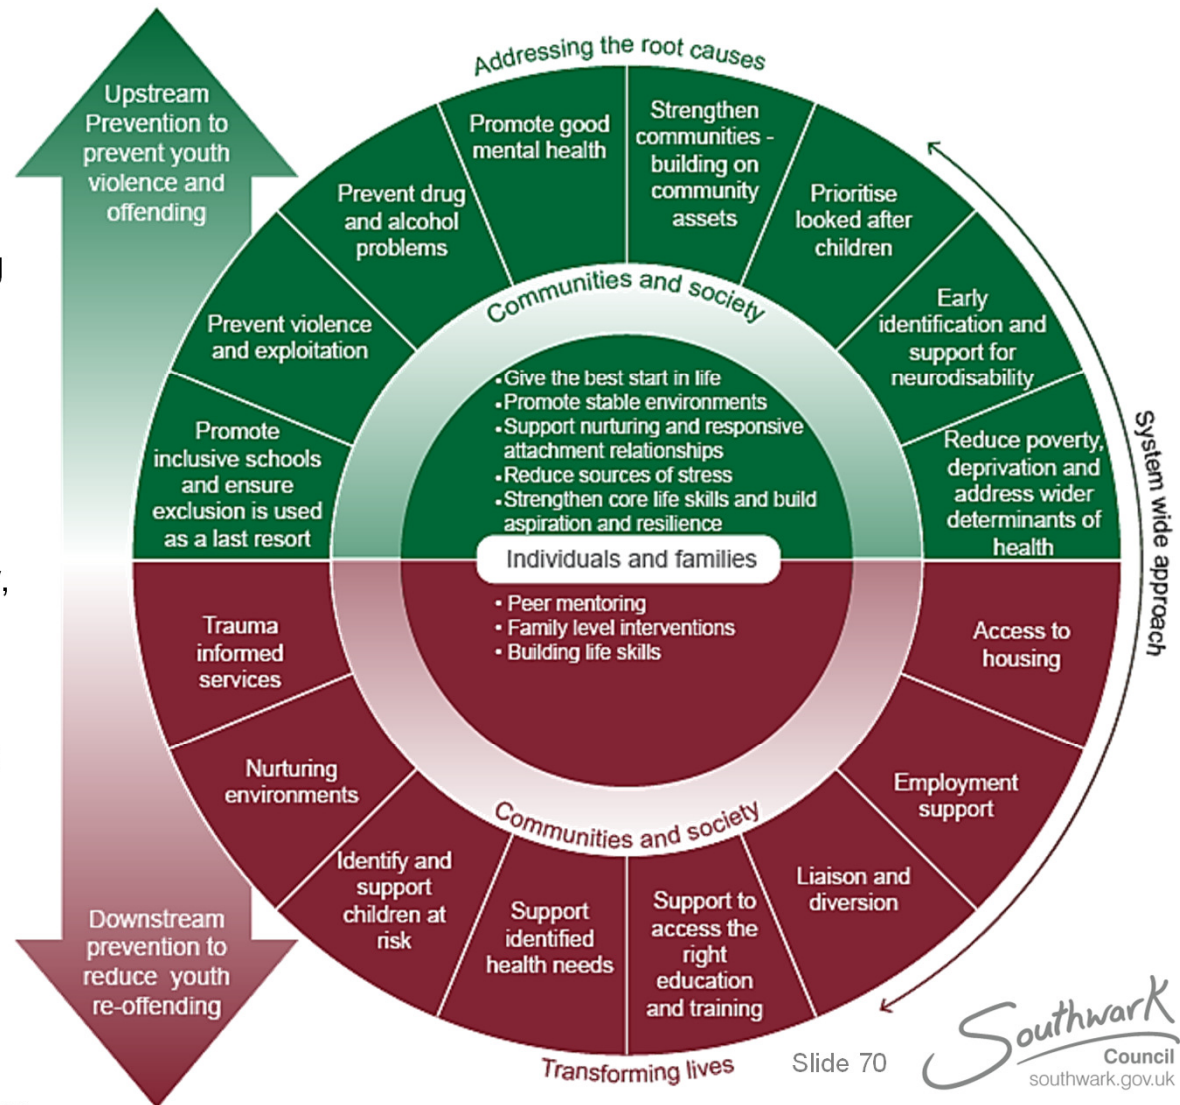 Addressing the root causes
Upstream
Prevention to
prevent youth
violence and
offending
Promote good
mental health
Strengthen
communities -
building on
community
assets
Prevent drug
and alcohol
problems
Prioritise
looked after
children
Prevent violence
and exploitation
Early
identification and
support for
neurodisability
Promote
inclusive schools
and ensure
exclusion is used
as a last resort
Reduce poverty,
deprivation and
address wider
determinants of
health
Communities and society
•Give the best start in life
•Promote stable environments
•Support nurturing and responsive
attachment relationships
•Reduce sources of stress
•Strengthen core life skills and build
aspiration and resilience
Individuals and families
• Peer mentoring
• Family level interventions
• Building life skills
Communities and society
System wide approach
Trauma
informed
services
Access to
housing
Nurturing
environments
Employment
support
Identify and
support
children at
risk
Support
identified
health needs
Support to
access the
right
education
and training
Liaison and
diversion
Downstream
prevention to
reduce youth
re-offending
Transforming lives
Slide 70
Southwark
Council
southwark.gov.uk